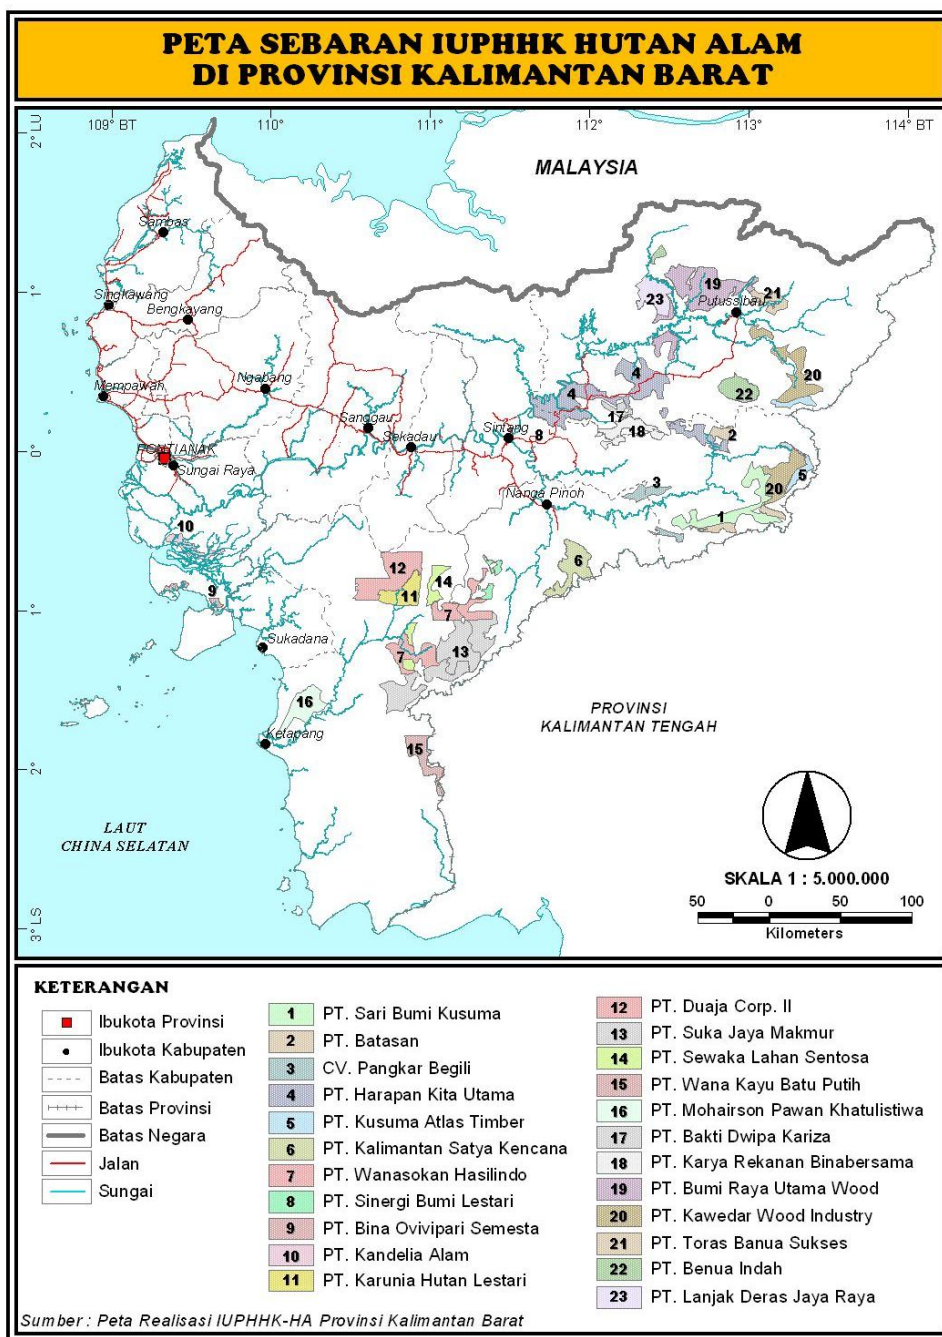 PETA SEBARAN IUPHHK HUTAN ALAM
DI PROVINSI KALIMANTAN BARAT
109° BT
110°
111°
112°
113°
114° BT
2° LU
1°
0°
1°
2°
3° LS
MALAYSIA
Sambas
Singkawang
Bengkayang
Mempawah
Ngabang
Sanggau
Sekadau
Sintang
Putussibau
PONTIANAK
Sungai Raya
Nanga Pinoh
Sukadana
Ketapang
19
21
23
4
20
4
22
17
8
18
2
5
20
3
1
10
12
6
14
11
9
7
13
7
16
15
PROVINSI
KALIMANTAN TENGAH
LAUT
CHINA SELATAN
SKALA 1 : 5.000.000
50 0 50 100
Kilometers
KETERANGAN
Ibukota Provinsi
Ibukota Kabupaten
Batas Kabupaten
Batas Provinsi
Batas Negara
Jalan
Sungai
1 PT. Sari Bumi Kusuma
2 PT. Batasan
3 CV. Pangkar Begili
4 PT. Harapan Kita Utama
5 PT. Kusuma Atlas Timber
6 PT. Kalimantan Satya Kencana
7 PT. Wanasokan Hasilindo
8 PT. Sinergi Bumi Lestari
9 PT. Bina Ovivipari Semesta
10 PT. Kandelia Alam
11 PT. Karunia Hutan Lestari
12 PT. Duaja Corp. II
13 PT. Suka Jaya Makmur
14 PT. Sewaka Lahan Sentosa
15 PT. Wana Kayu Batu Putih
16 PT. Mohairson Pawan Khatulistiwa
17 PT. Bakti Dwipa Kariza
18 PT. Karya Rekanan Binabersama
19 PT. Bumi Raya Utama Wood
20 PT. Kawedar Wood Industry
21 PT. Toras Banua Sukses
22 PT. Benua Indah
23 PT. Lanjak Deras Jaya Raya
Sumber : Peta Realisasi IUPHHK-HA Provinsi Kalimantan Barat